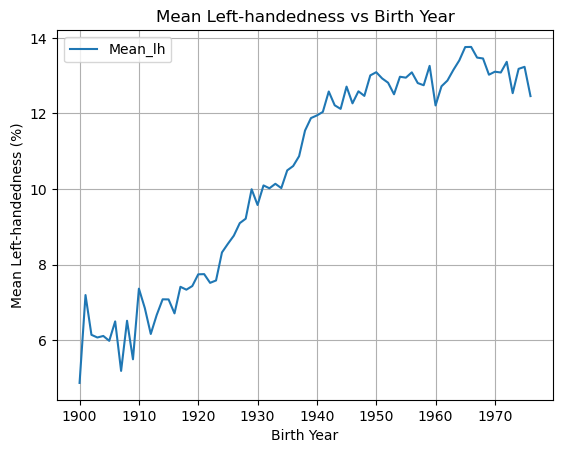 Mean Left-handedness vs Birth Year
Mean_lh
14
12
10
8
6
Mean Left-handedness (%)
1900 1910 1920 1930 1940 1950 1960 1970
Birth Year